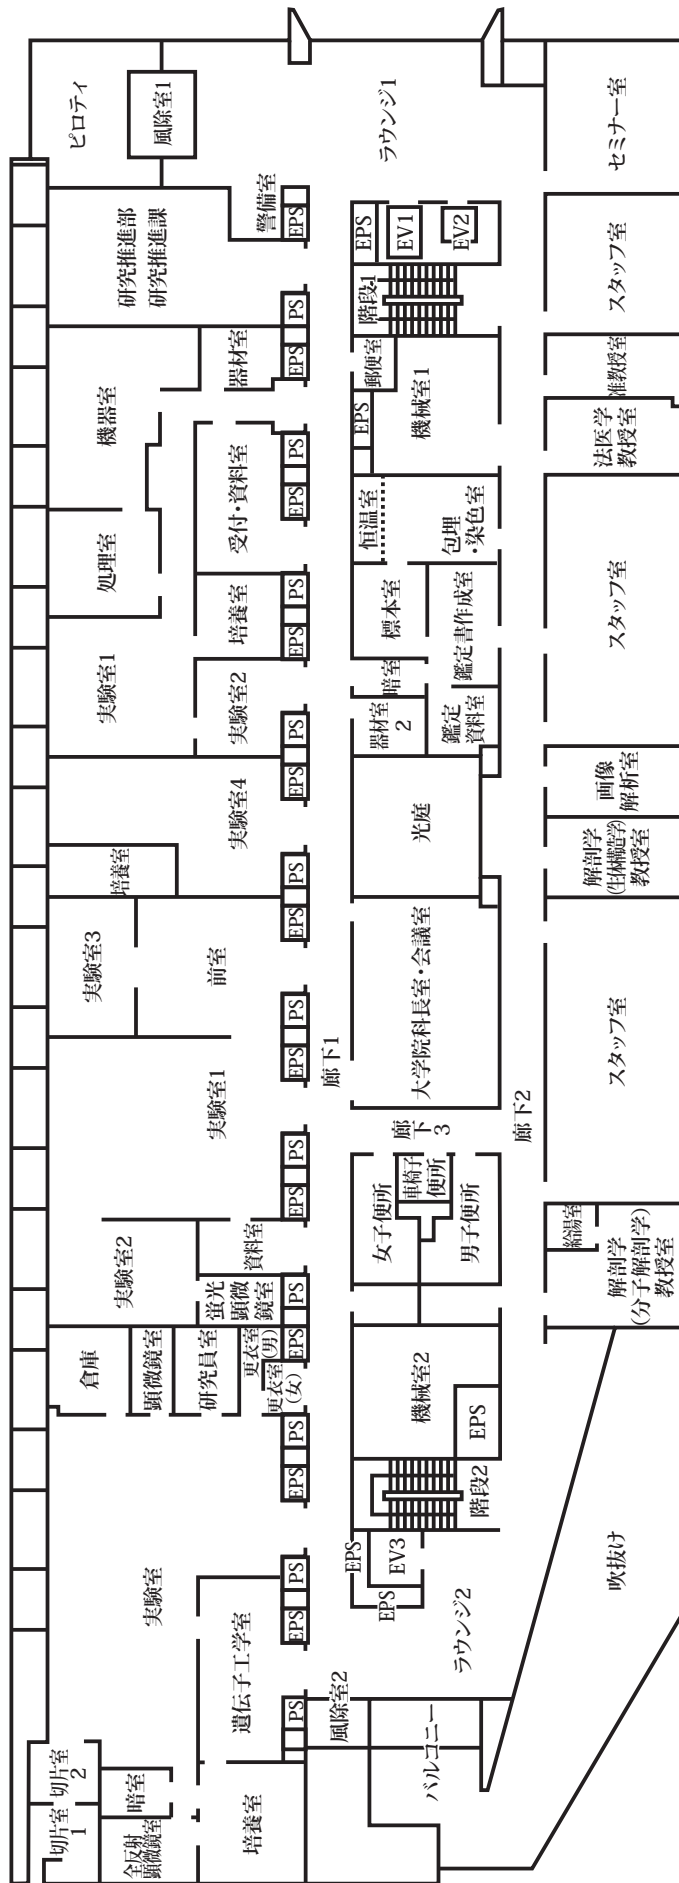 ピロティ
風除室1
ラウンジ1
セミナー室
研究推進部
研究推進課
警備室
EPS
EPS
EV1
EV2
スタッフ室
PS
階段1
機器室
器材室
EPS
郵便室
機械室1
准教授室
EPS
法医学
教授室
受付・資料室
PS
EPS
処理室
恒温室
包埋
・染色室
スタッフ室
培養室
PS
EPS
標本室
鑑定書作成室
実験室1
実験室2
暗室
PS
器材室
2
鑑定
資料室
実験室4
EPS
光庭
画像
解析室
培養室
PS
解剖学
(生体構造学)
教授室
実験室3
前室
EPS
PS
大学院科長室・会議室
スタッフ室
実験室1
EPS
廊下1
PS
廊下
3
廊下2
EPS
女子便所
車椅子
便所
男子便所
実験室2
資料室
給湯室
解剖学
(分子解剖学)
教授室
蛍光
顕微
鏡室
PS
倉庫
顕微鏡室
研究員室
更衣室
(男)
EPS
更衣室
(女)
機械室2
EPS
PS
EPS
階段2
実験室
PS
EPS
EV3
吹抜け
遺伝子工学室
EPS
EPS
ラウンジ2
PS
風除室2
切片室
2
暗室
バルコニー
切片室
1
全反射
顕微鏡室
培養室